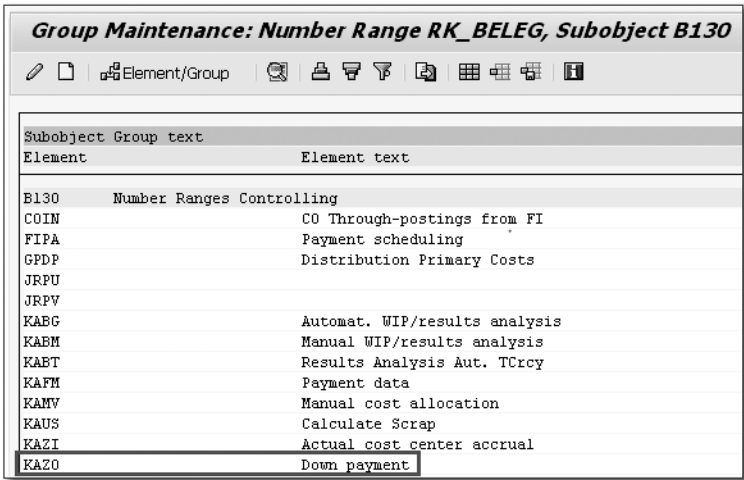 Group Maintenance: Number Range RK_BELEG, Subobject B130
Element/Group
Subobject Group text
Element Element text
B130 Number Ranges Controlling
COIN CO Through-postings from FI
FIPA Payment scheduling
GPDP Distribution Primary Costs
JRPU
JRPV
KABG Automat. WIP/results analysis
KABM Manual WIP/results analysis
KABT Results Analysis Aut. TCrcy
KAFM Payment data
KAMV Manual cost allocation
KAUS Calculate Scrap
KAZI Actual cost center accrual
KAZO Down payment